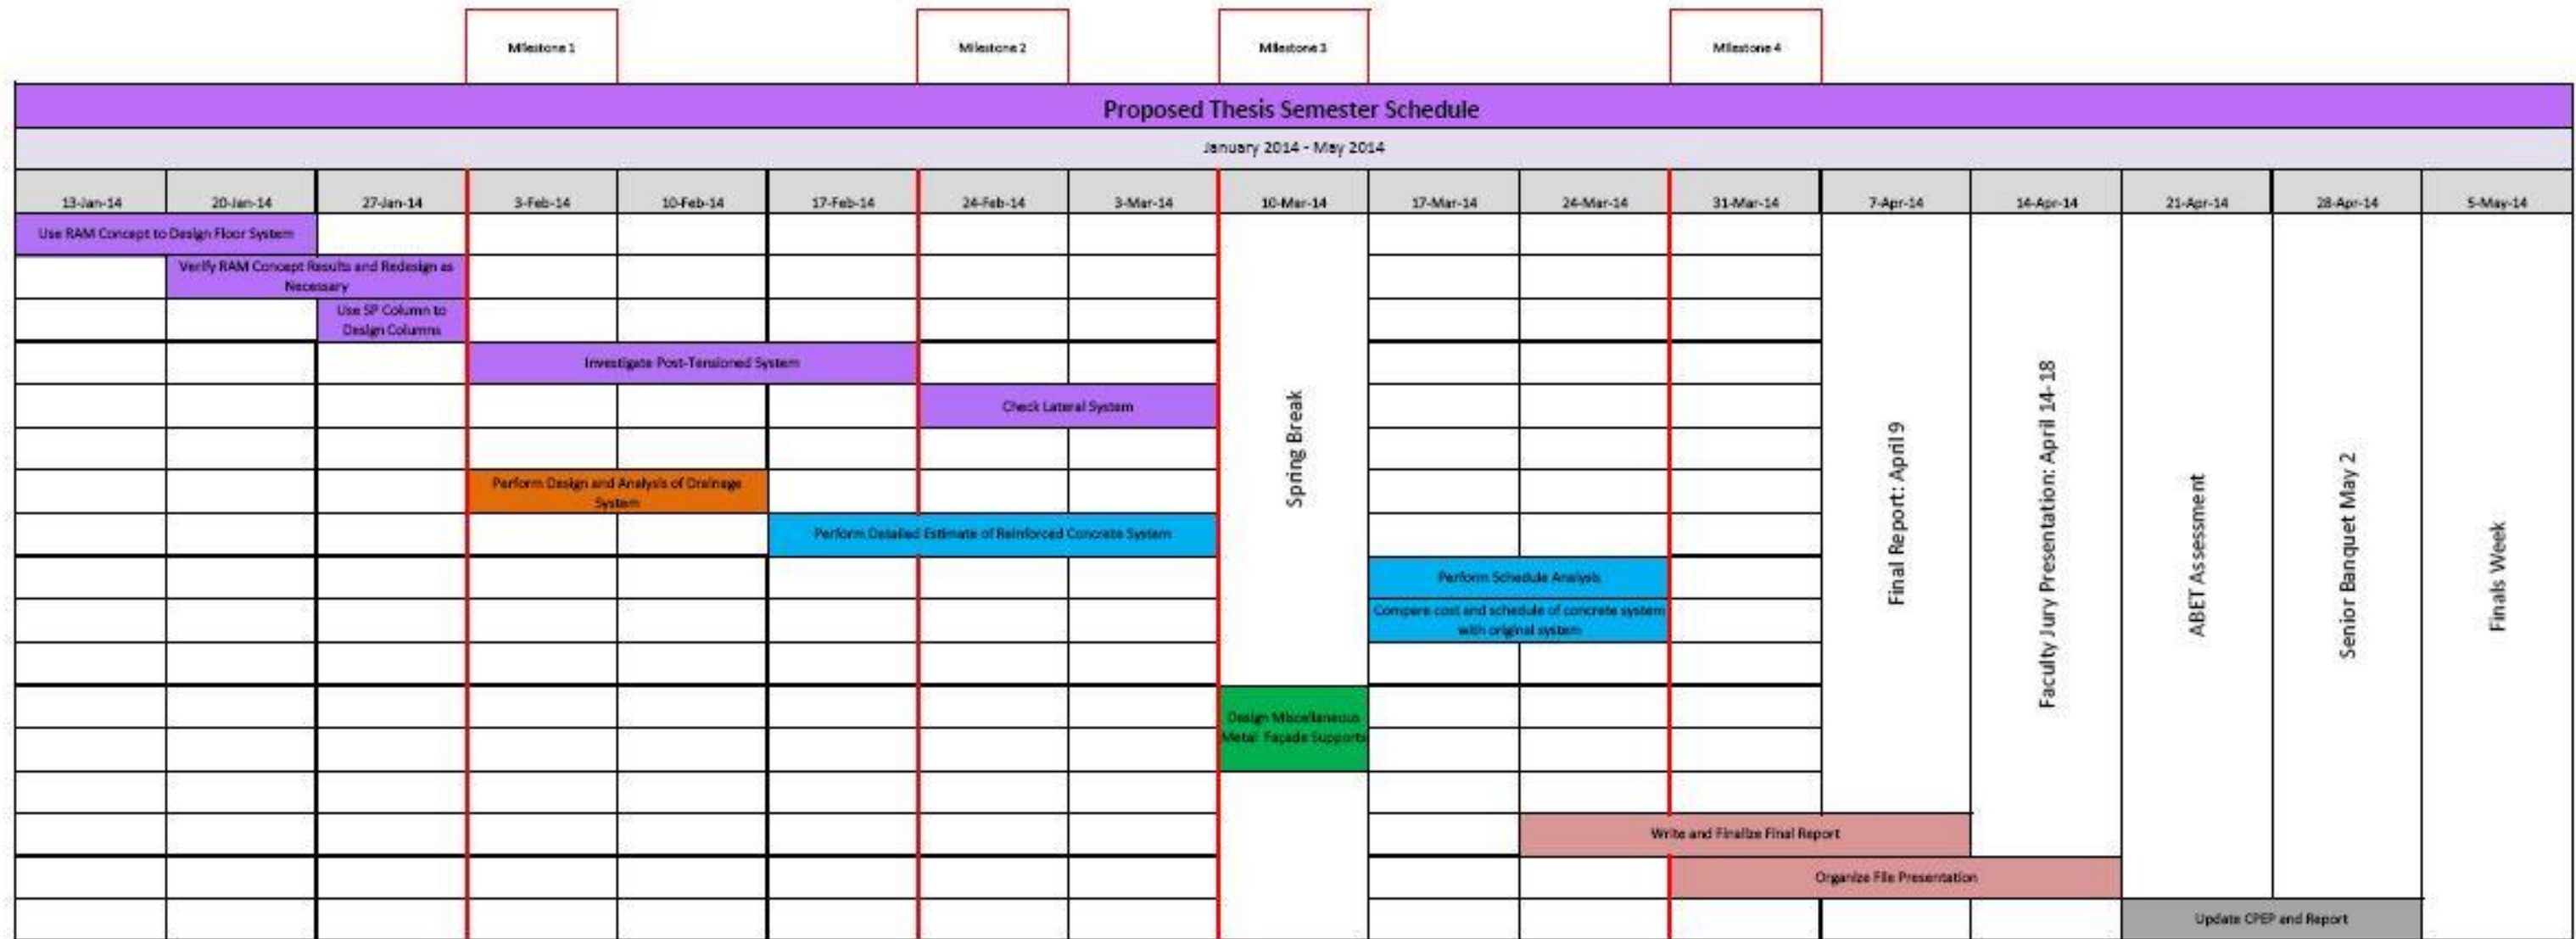 Milestone 1
Milestone 2
Milestone 3
Milestone 4
Proposed Thesis Semester Schedule
January 2014 - May 2014
13-Jan-14
20-Jan-14
27-Jan-14
3-Feb-14
10-Feb-14
17-Feb-14
24-Feb-14
3-Mar-14
10-Mar-14
17-Mar-14
24-Mar-14
31-Mar-14
7-Apr-14
14-Apr-14
21-Apr-14
28-Apr-14
5-May-14
Use RAM Concept to Design Floor System
Verify RAM Concept Results and Redesign as
Necessary
Use SP Column to
Design Columns
Investigate Post-Tensioned System
Check Lateral System
Perform Design and Analysis of Drainage
System
Perform Detailed Estimate of Reinforced Concrete System
Spring Break
Perform Schedule Analysis
Compare cost and schedule of concrete system
with original system
Design Miscellaneous
Metal Façade Supports
Final Report: April 9
Faculty Jury Presentation: April 14-18
ABET Assessment
Senior Banquet May 2
Finals Week
Write and Finalize Final Report
Organize File Presentation
Update CPEP and Report